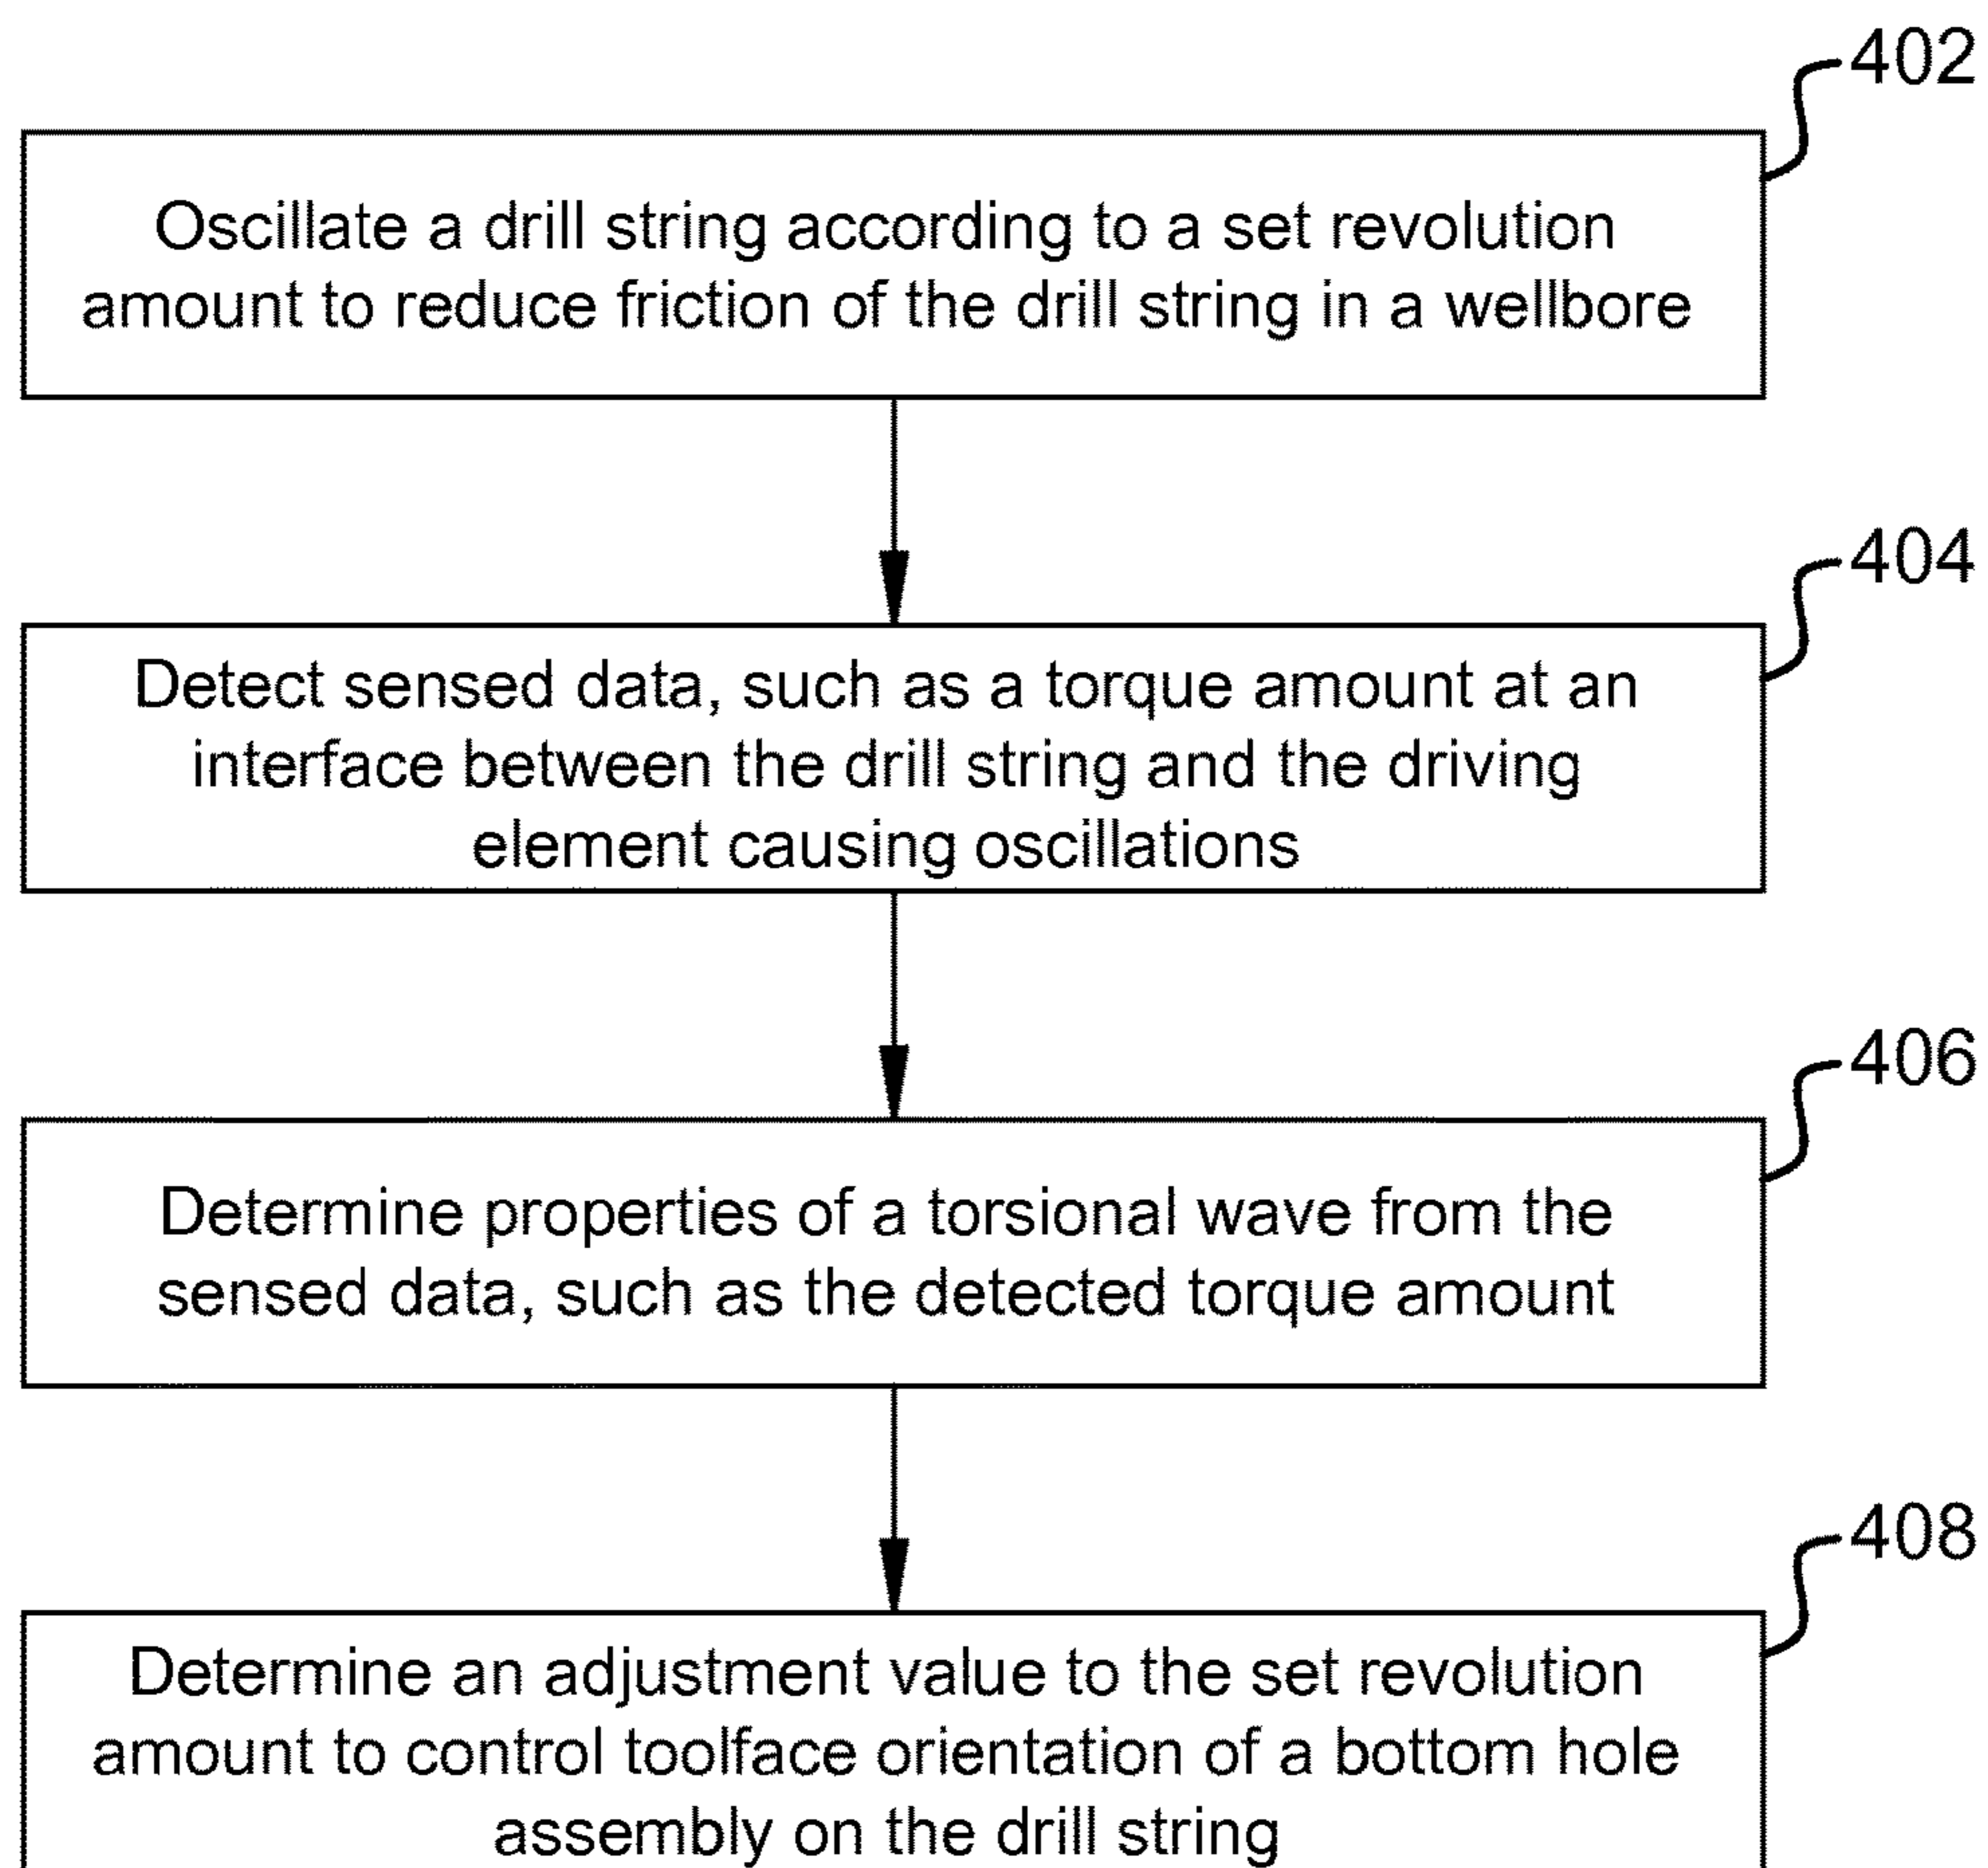 402
Oscillate a drill string according to a set revolution
amount to reduce friction of the drill string in a wellbore
404
Detect sensed data, such as a torque amount at an
interface between the drill string and the driving
element causing oscillations
406
Determine properties of a torsional wave from the
sensed data, such as the detected torque amount
408
Determine an adjustment value to the set revolution
amount to control toolface orientation of a bottom hole
assembly on the drill string